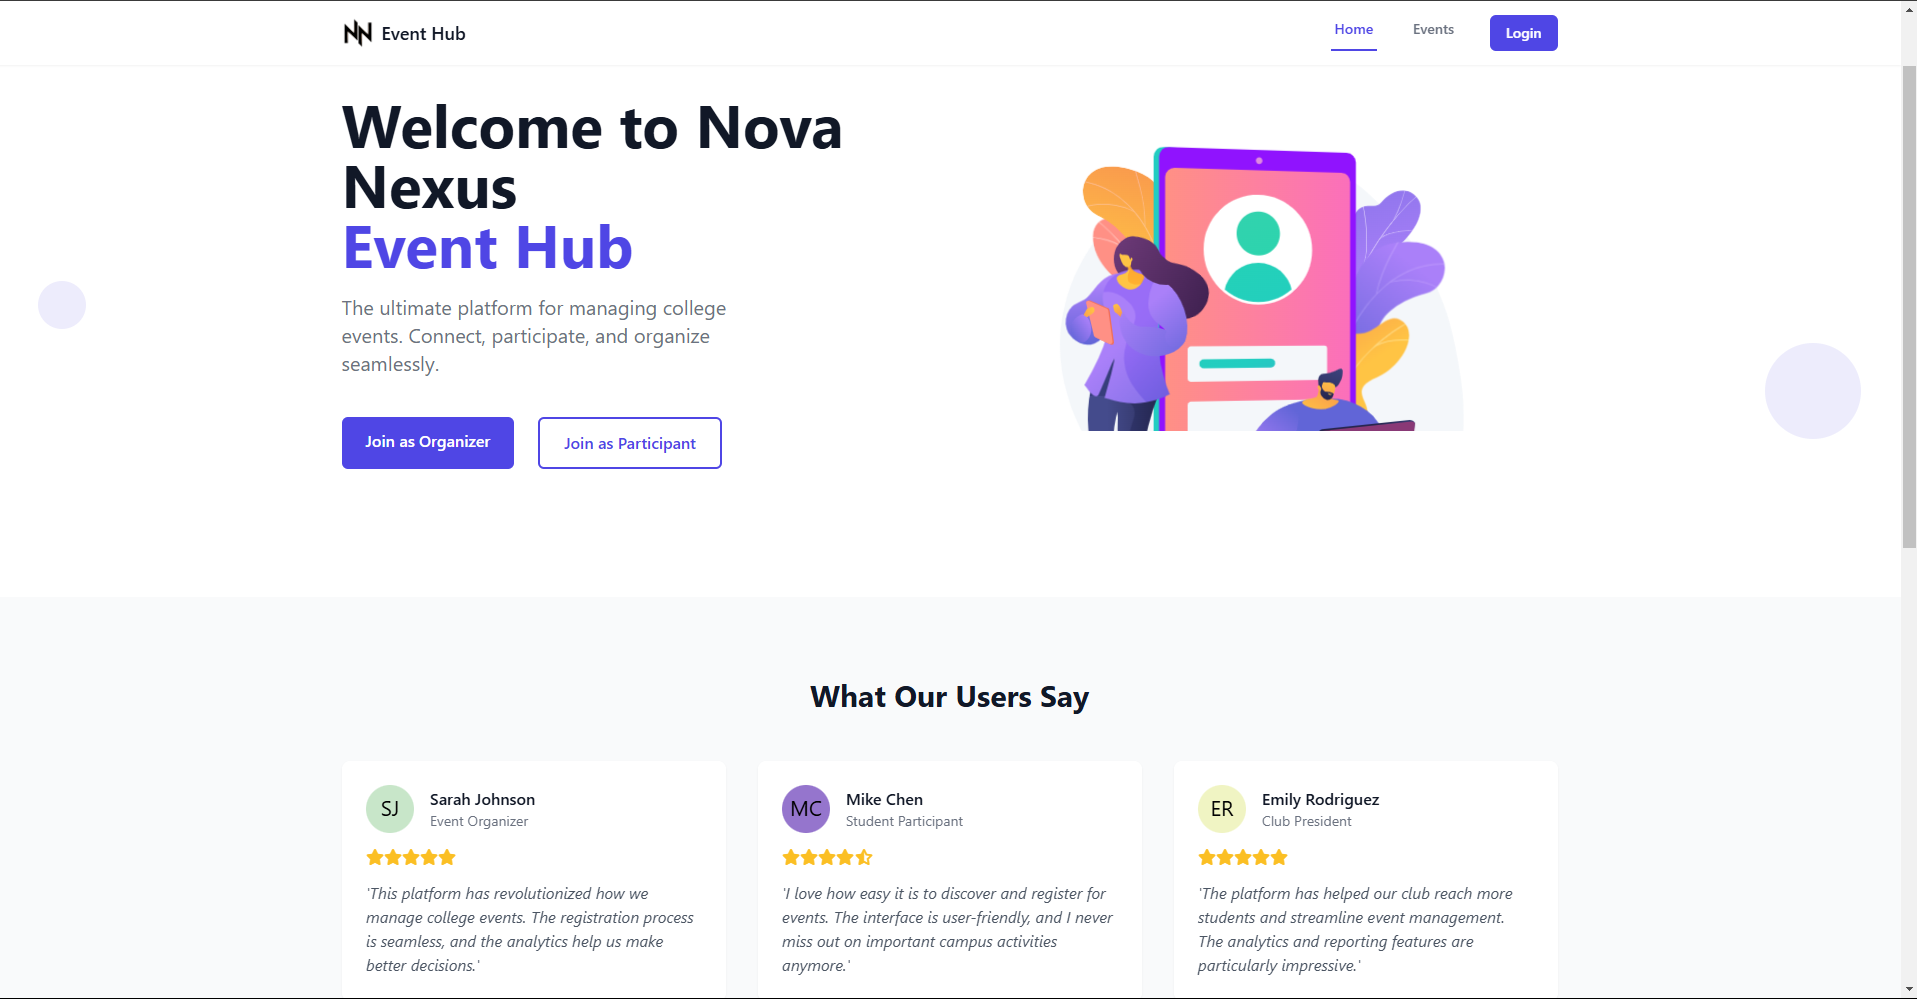 NN Event Hub
Home Events Login
Welcome to Nova
Nexus
Event Hub
The ultimate platform for managing college
events. Connect, participate, and organize
seamlessly.
Join as Organizer Join as Participant
What Our Users Say
SJ
Sarah Johnson
Event Organizer
'This platform has revolutionized how we
manage college events. The registration process
is seamless, and the analytics help us make
better decisions.'
MC
Mike Chen
Student Participant
'I love how easy it is to discover and register for
events. The interface is user-friendly, and I never
miss out on important campus activities
anymore.'
ER
Emily Rodriguez
Club President
'The platform has helped our club reach more
students and streamline event management.
The analytics and reporting features are
particularly impressive.'